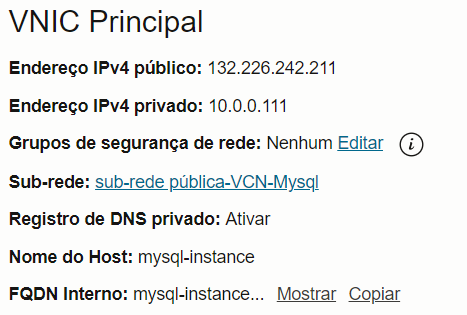 VNIC Principal
Endereço IPv4 público: 132.226.242.211
Endereço IPv4 privado: 10.0.0.111
Grupos de segurança de rede: Nenhum Editar i
Sub-rede: sub-rede pública-VCN-Mysql
Registro de DNS privado: Ativar
Nome do Host: mysql-instance
FQDN Interno: mysql-instance... Mostrar Copiar